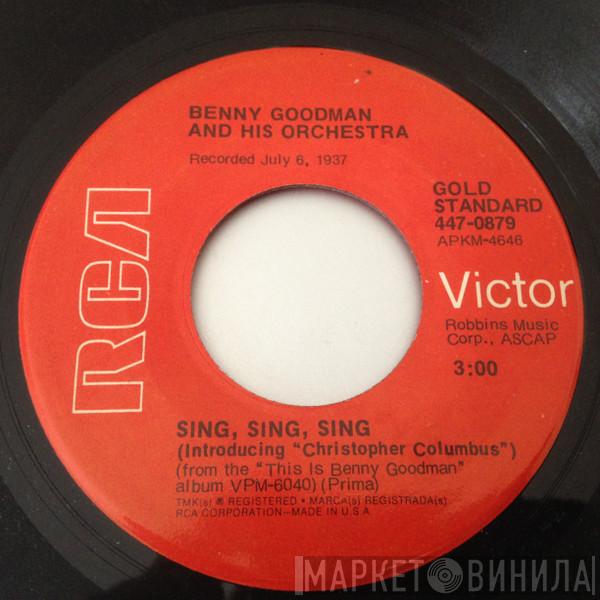 BENNY GOODMAN
AND HIS ORCHESTRA
Recorded July 6, 1937
GOLD
STANDARD
447-0879
APKM-4646
RCA
Victor
Robbins Music
Corp., ASCAP
3:00
SING, SING, SING
(Introducing "Christopher Columbus")
(from the "This Is Benny Goodman"
album VPM-6040) (Prima)
TMK(s) ® REGISTERED • MARCA(s) REGISTRADA(s)
RCA CORPORATION—MADE IN U.S.A
МАРКЕТ ВИНИЛА